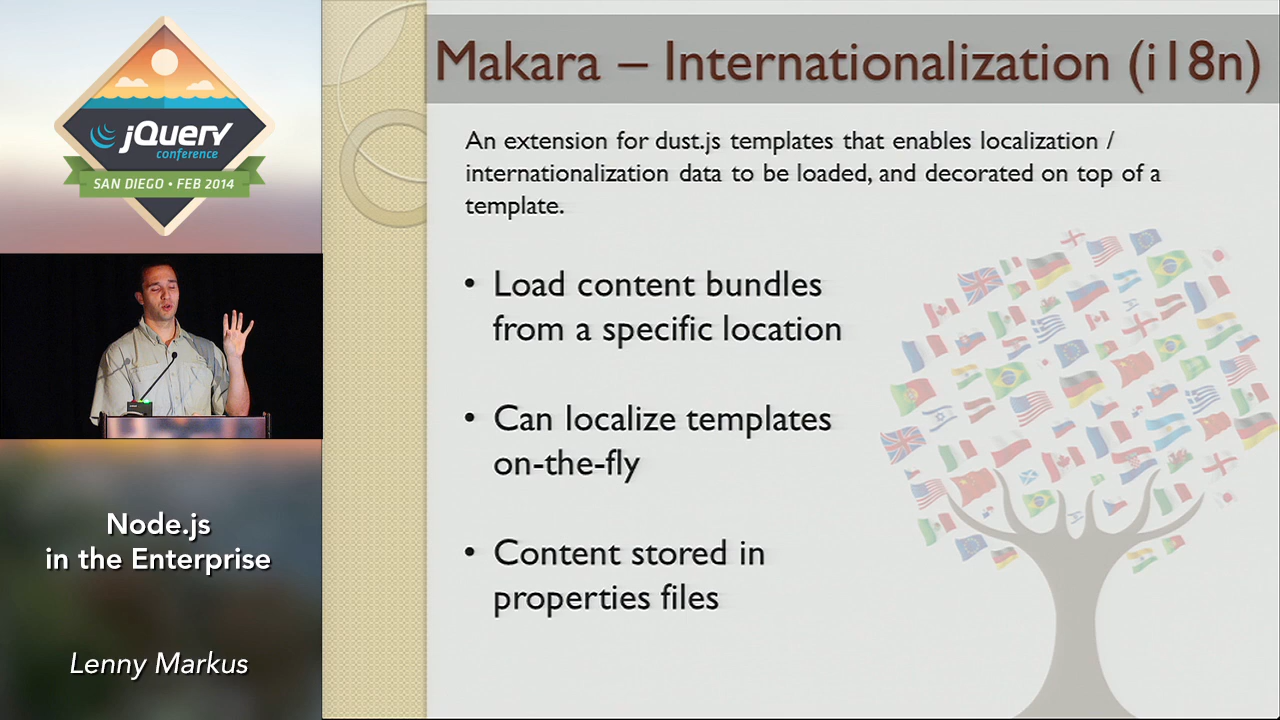 jQuery
conference
SAN DIEGO • FEB 2014
Node.js
in the Enterprise
Lenny Markus
Makara – Internationalization (i18n)
An extension for dust.js templates that enables localization /
internationalization data to be loaded, and decorated on top of a
template.
• Load content bundles
from a specific location
• Can localize templates
on-the-fly
• Content stored in
properties files